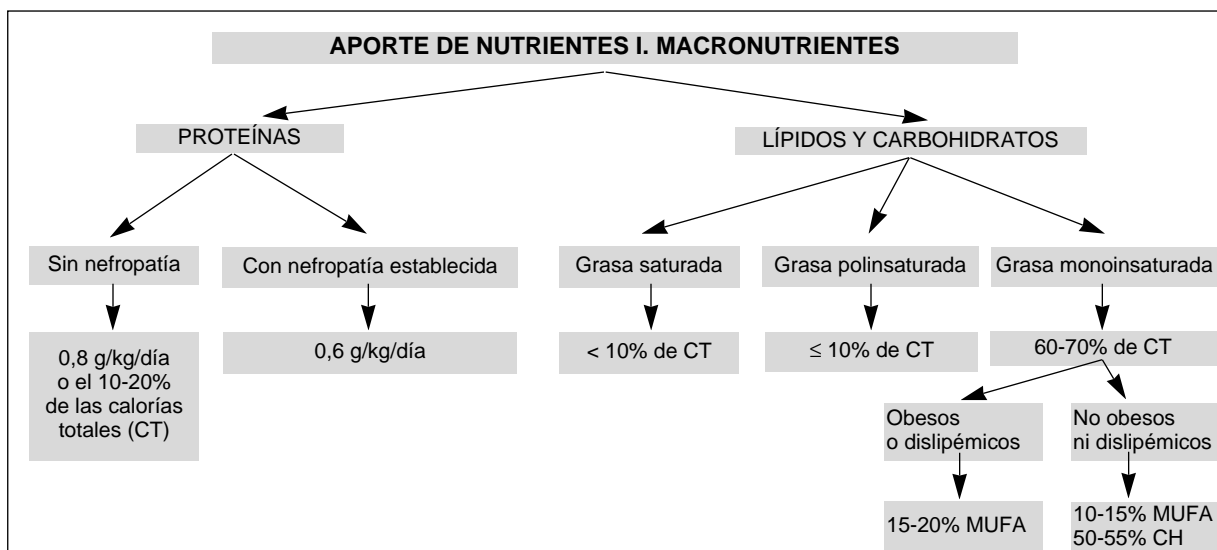 APORTE DE NUTRIENTES I. MACRONUTRIENTES
PROTEÍNAS
LÍPIDOS Y CARBOHIDRATOS
Sin nefropatía
Con nefropatía establecida
Grasa saturada
Grasa polinsaturada
Grasa monoinsaturada
0,8 g/kg/día
o el 10-20%
de las calorías
totales (CT)
0,6 g/kg/día
< 10% de CT
≤ 10% de CT
60-70% de CT
Obesos
o dislipémicos
No obesos
ni dislipémicos
15-20% MUFA
10-15% MUFA
50-55% CH